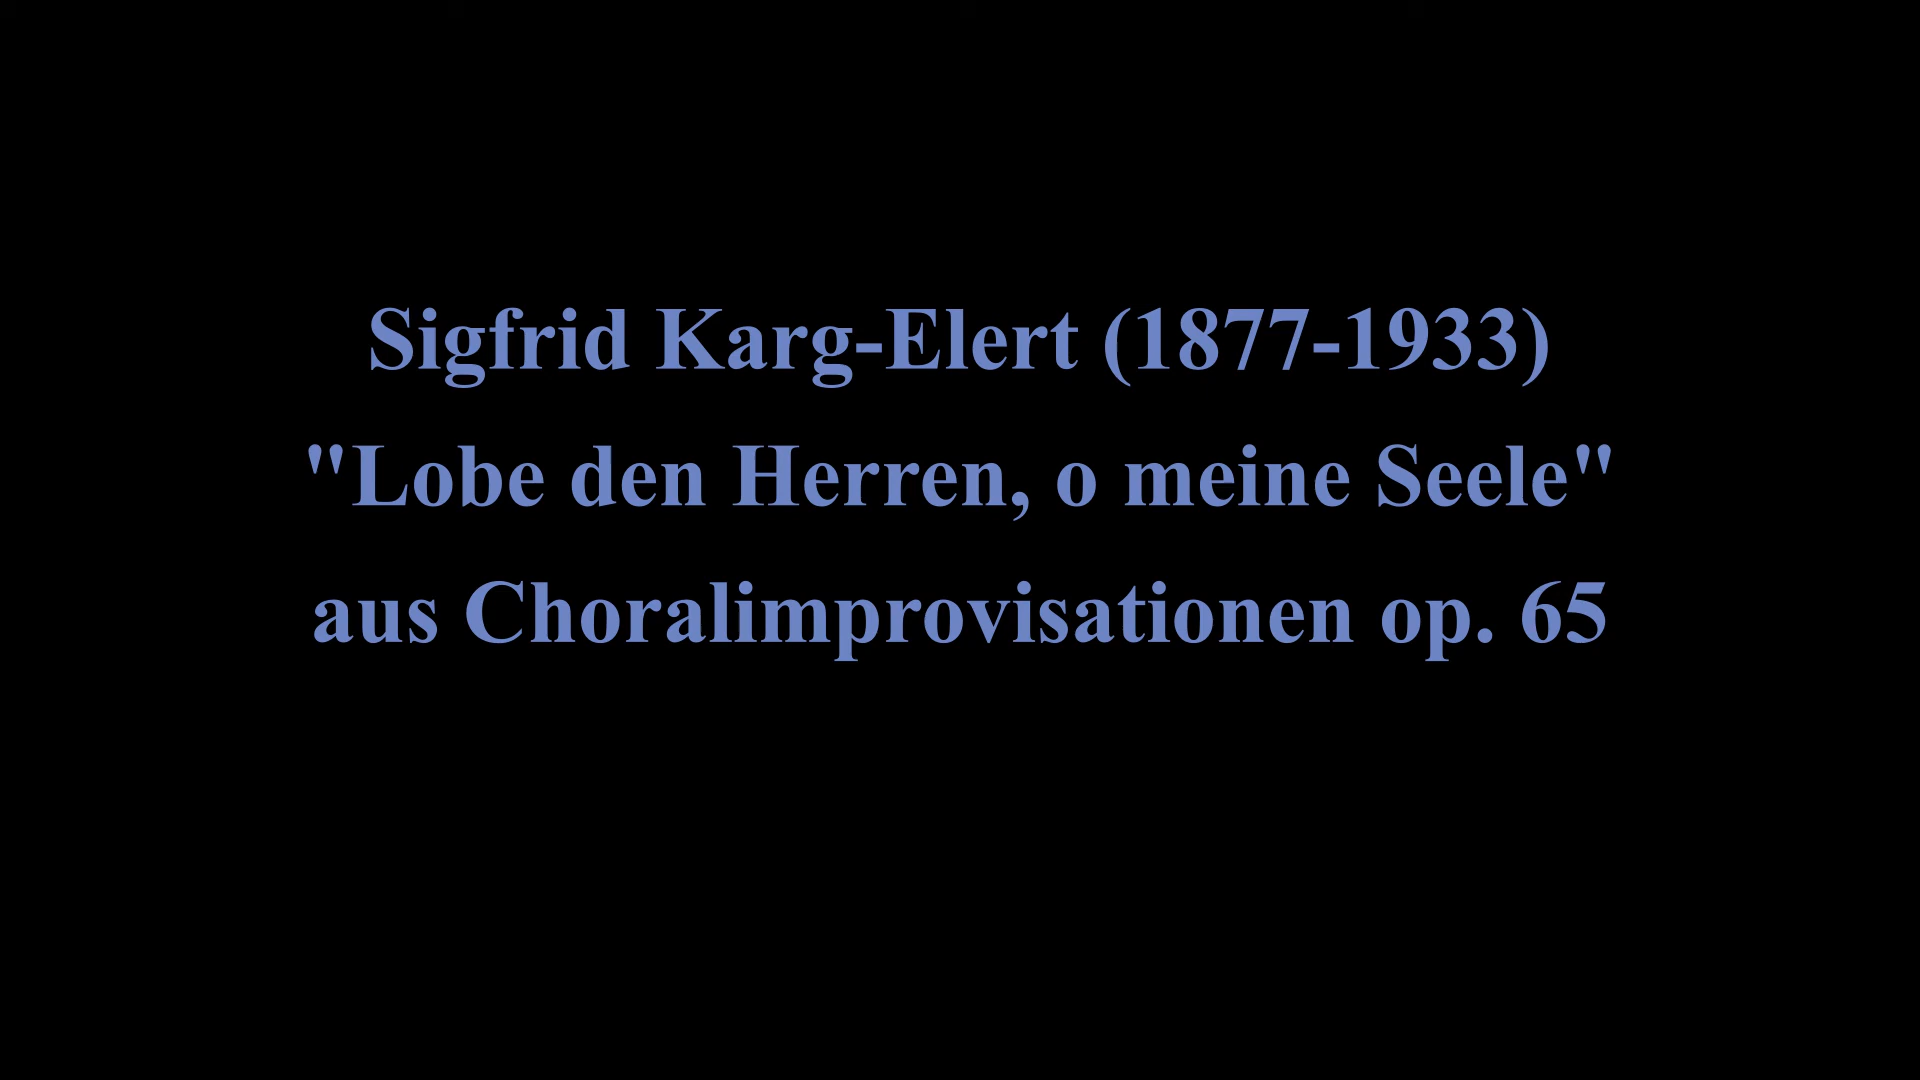 Sigfrid Karg-Elert (1877-1933)
"Lobe den Herren, o meine Seele"
aus Choralimprovisationen op. 65